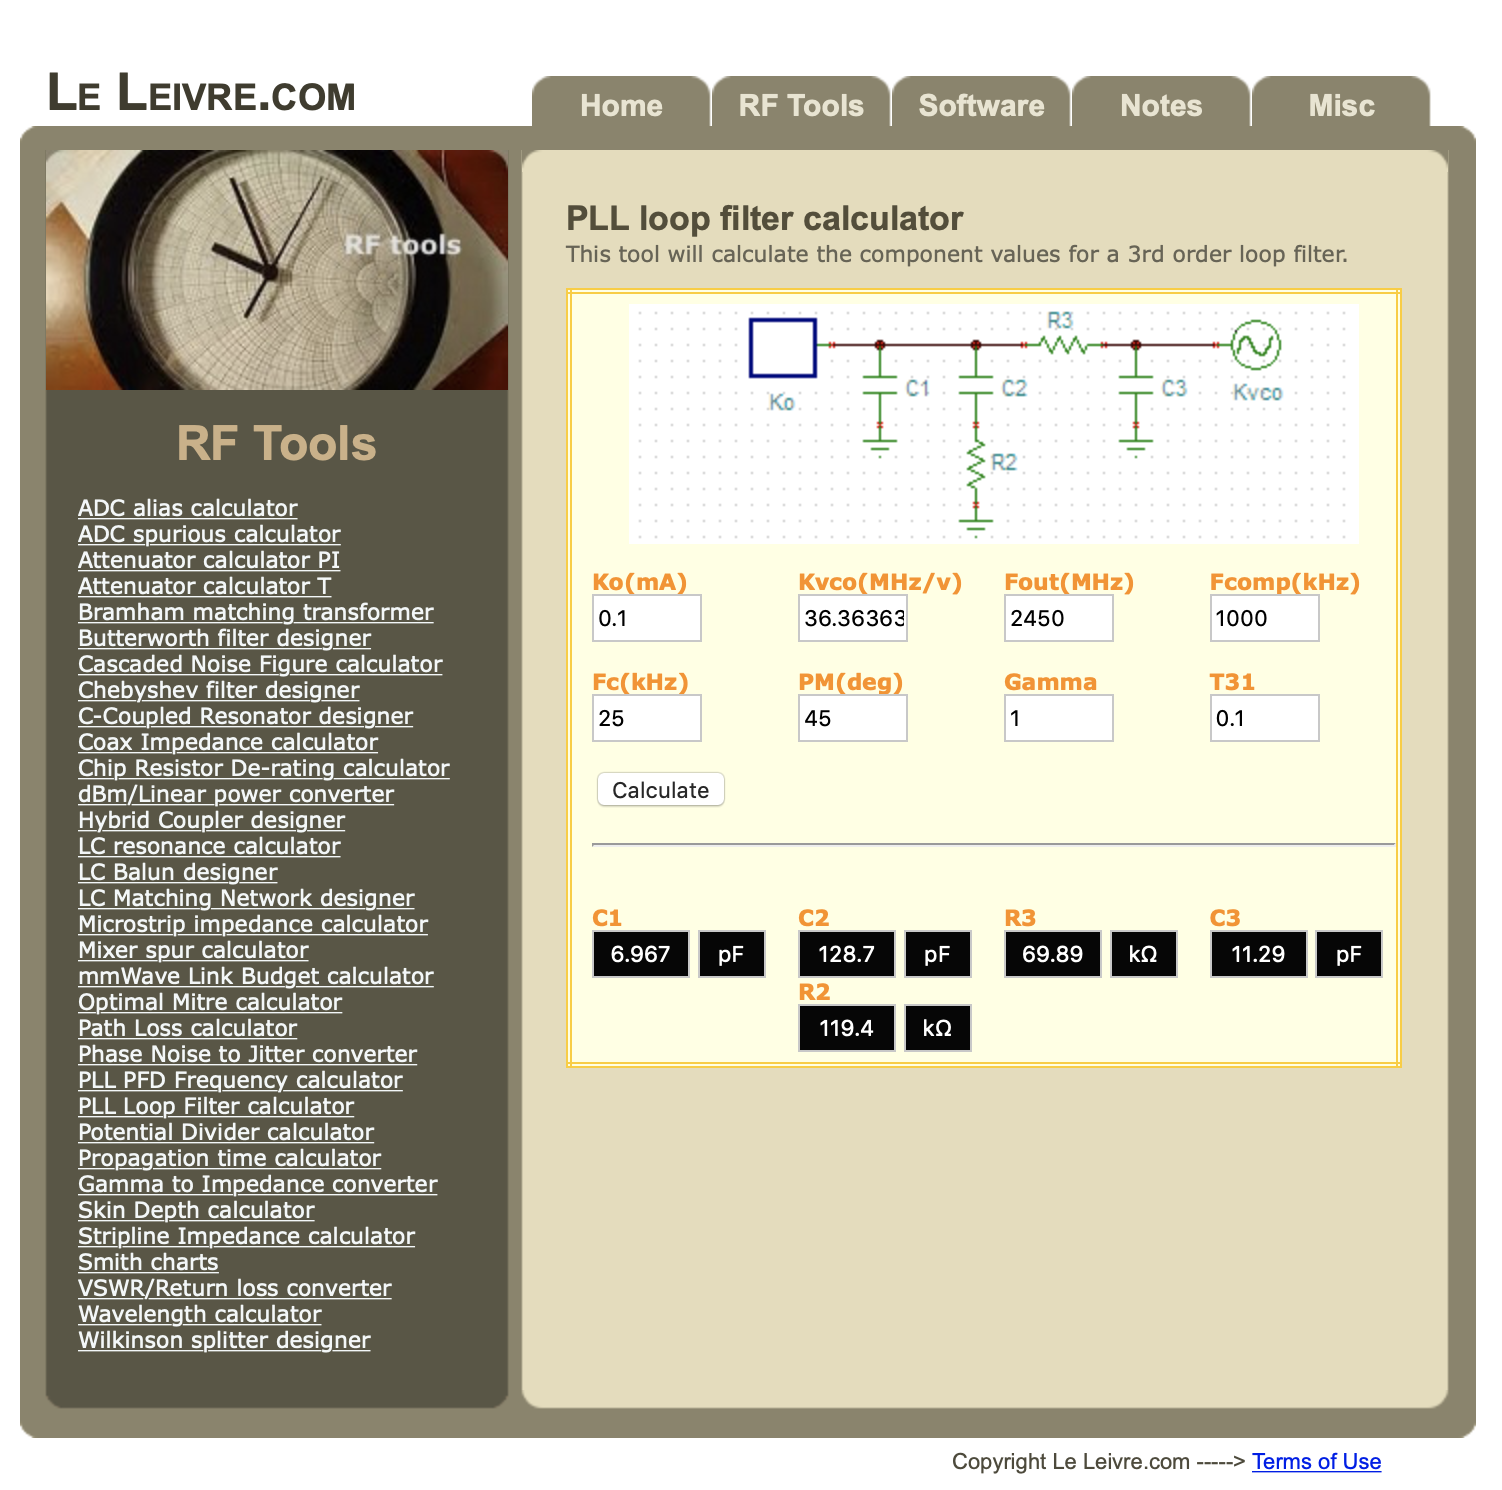 Le Leivre.com
Home RF Tools Software Notes Misc
RF tools
RF Tools
ADC alias calculator
ADC spurious calculator
Attenuator calculator PI
Attenuator calculator T
Bramham matching transformer
Butterworth filter designer
Cascaded Noise Figure calculator
Chebyshev filter designer
C-Coupled Resonator designer
Coax Impedance calculator
Chip Resistor De-rating calculator
dBm/Linear power converter
Hybrid Coupler designer
LC resonance calculator
LC Balun designer
LC Matching Network designer
Microstrip impedance calculator
Mixer spur calculator
mmWave Link Budget calculator
Optimal Mitre calculator
Path Loss calculator
Phase Noise to Jitter converter
PLL PFD Frequency calculator
PLL Loop Filter calculator
Potential Divider calculator
Propagation time calculator
Gamma to Impedance converter
Skin Depth calculator
Stripline Impedance calculator
Smith charts
VSWR/Return loss converter
Wavelength calculator
Wilkinson splitter designer
PLL loop filter calculator
This tool will calculate the component values for a 3rd order loop filter.
R3
C1 C2 C3
Ko Kvco
R2
Ko(mA) Kvco(MHz/v) Fout(MHz) Fcomp(kHz)
0.1 36.36363 2450 1000
Fc(kHz) PM(deg) Gamma T31
25 45 1 0.1
Calculate
C1 C2 R3 C3
6.967 pF 128.7 pF 69.89 kΩ 11.29 pF
R2
119.4 kΩ
Copyright Le Leivre.com -----> Terms of Use